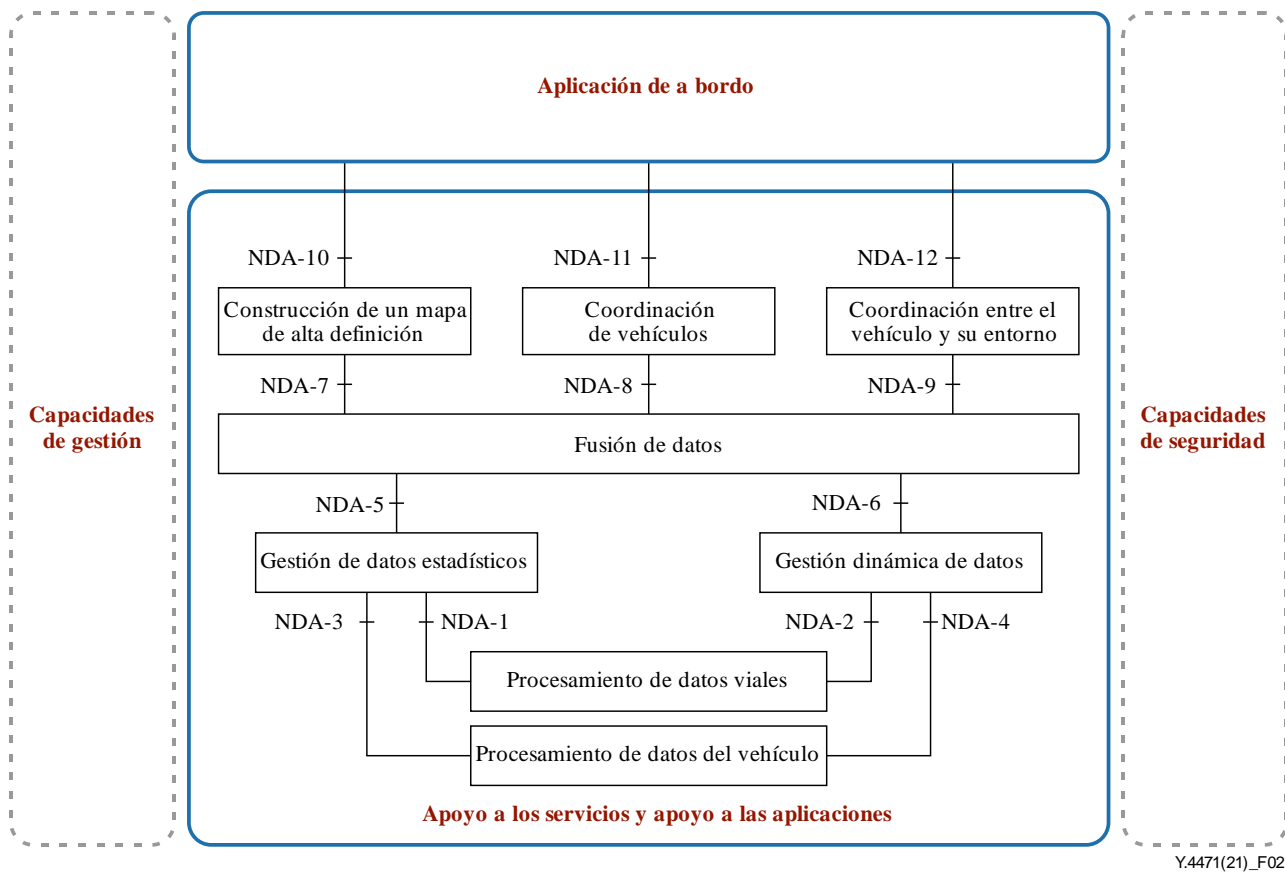 Aplicación de a bordo
NDA-10
NDA-11
NDA-12
Construcción de un mapa
de alta definición
Coordinación
de vehículos
Coordinación entre el
vehículo y su entorno
NDA-7
NDA-8
NDA-9
Capacidades
de gestión
Fusión de datos
Capacidades
de seguridad
NDA-5
NDA-6
Gestión de datos estadísticos
Gestión dinámica de datos
NDA-3
NDA-1
NDA-2
NDA-4
Procesamiento de datos viales
Procesamiento de datos del vehículo
Apoyo a los servicios y apoyo a las aplicaciones
Y.4471(21)_F02